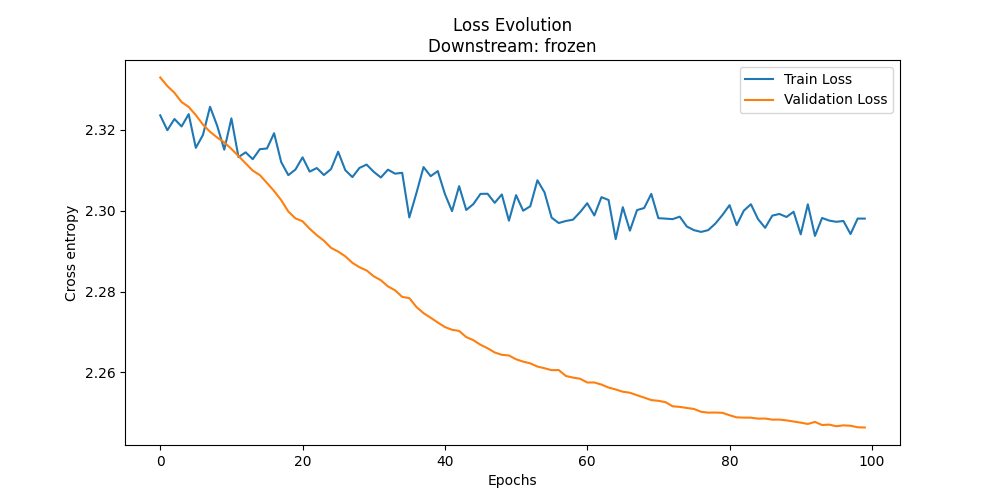 Loss Evolution
Downstream: frozen
Train Loss
Validation Loss
Cross entropy
2.32
2.30
2.28
2.26
0
20
40
60
80
100
Epochs